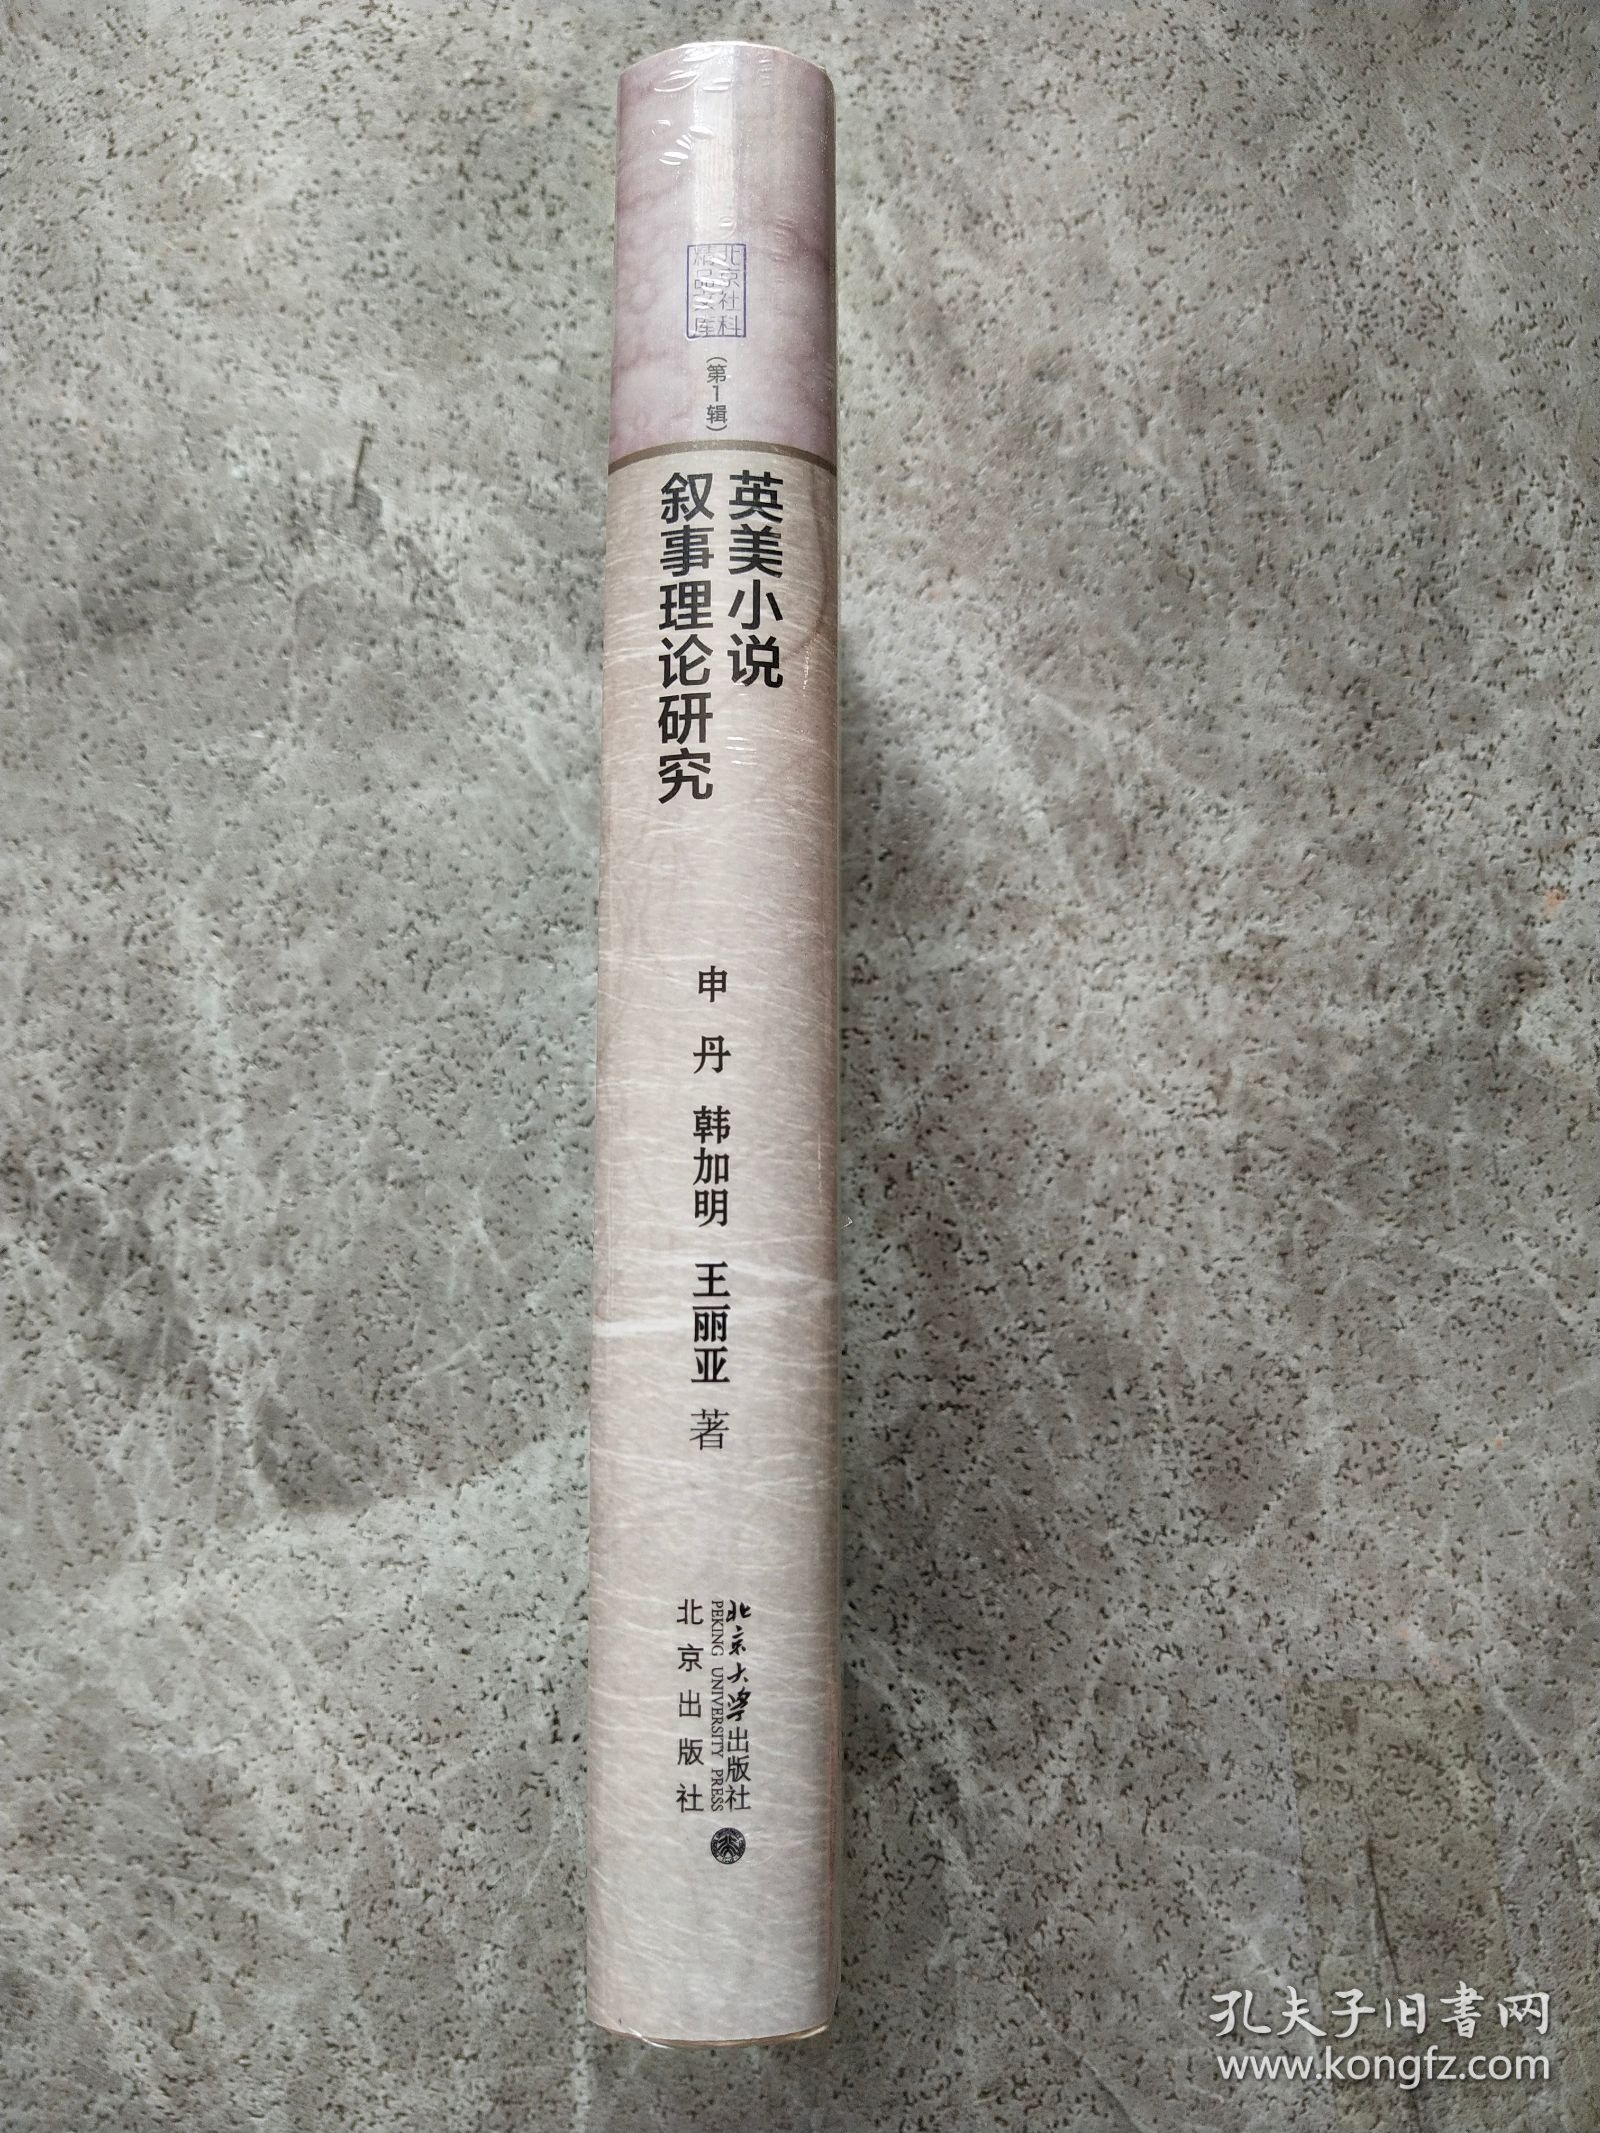 北京社科
精品文库
（第1辑）
英美小说
叙事理论研究
申丹 韩加明 王丽亚 著
北京大学出版社
PEKING UNIVERSITY PRESS
北京出版社
孔夫子旧书网
www.kongfz.com